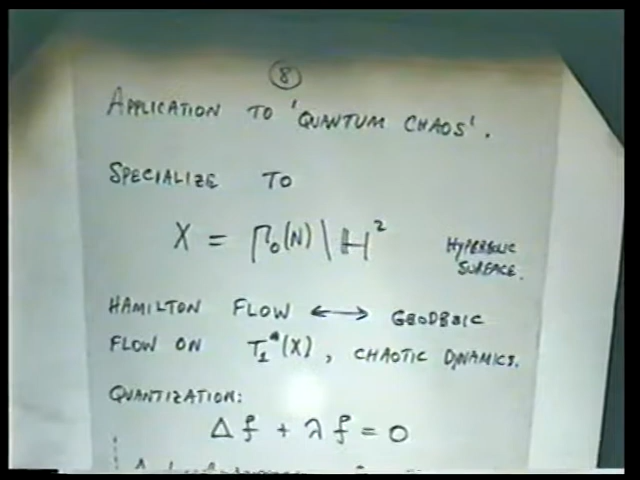 8
APPLICATION TO 'QUANTUM CHAOS'.
SPECIALIZE TO
X = Γ₀(N) \ H² HYPERBOLIC
SURFACE.
HAMILTON FLOW ⟷ GEODESIC
FLOW ON T₁*(X), CHAOTIC DYNAMICS.
QUANTIZATION:
Δf + λf = 0